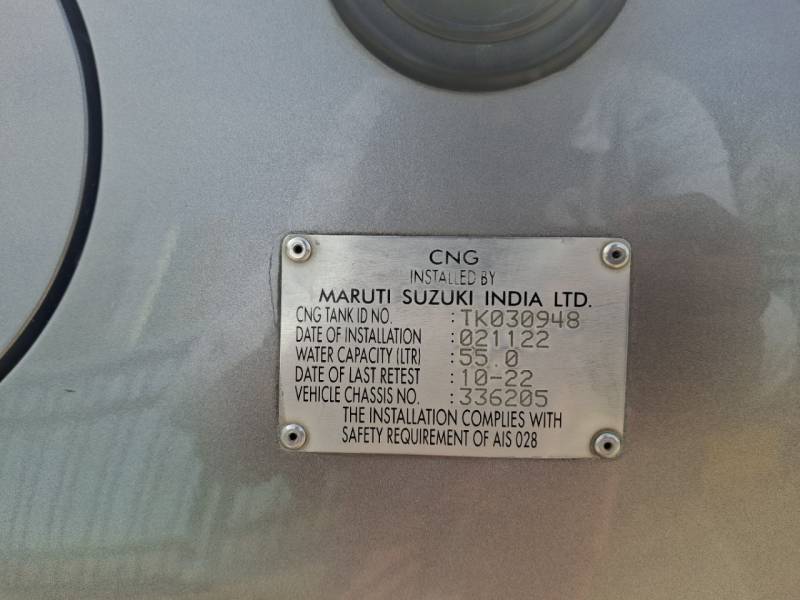 CNG
INSTALLED BY
MARUTI SUZUKI INDIA LTD.
CNG TANK ID NO. : TK030948
DATE OF INSTALLATION : 021122
WATER CAPACITY (LTR) : 55.0
DATE OF LAST RETEST : 10-22
VEHICLE CHASSIS NO. : 336205
THE INSTALLATION COMPLIES WITH
SAFETY REQUIREMENT OF AIS 028